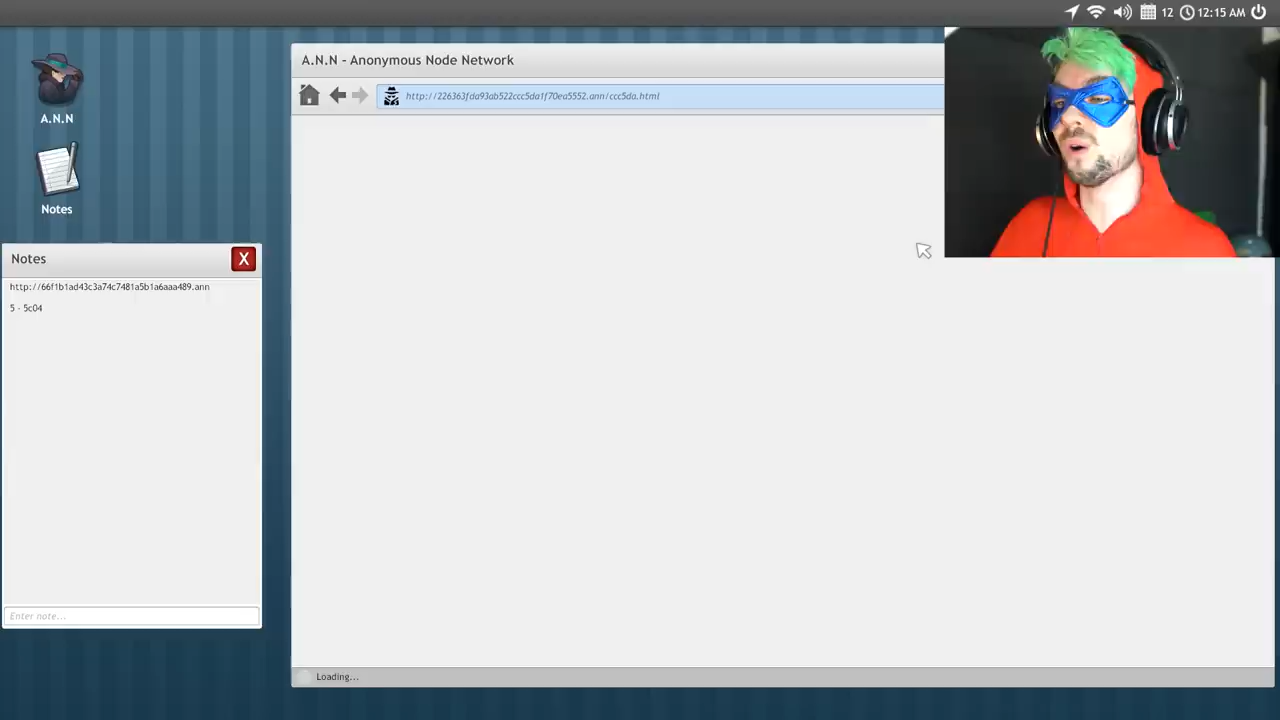 12 12:15 AM
A.N.N - Anonymous Node Network
http://226363fda93ab522ccc5da1f70ea5552.ann/ccc5da.html
A.N.N
Notes
Notes X
http://66f1b1ad43c3a74c7481a5b1a6aaa489.ann
5 - 5c04
Enter note...
Loading...